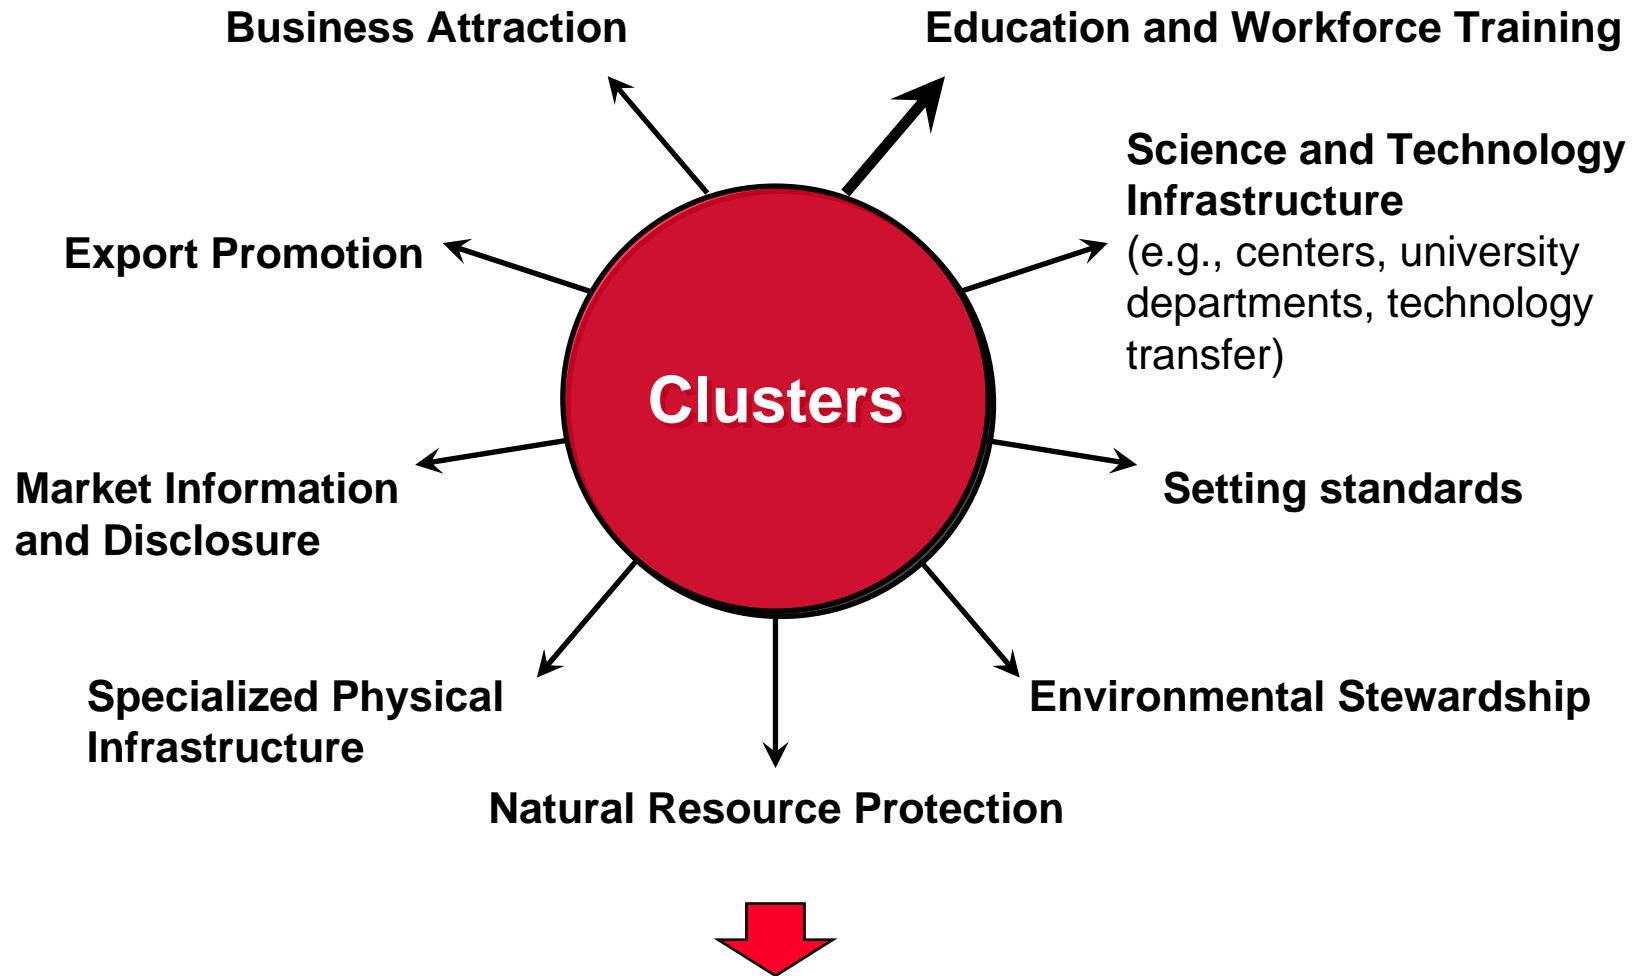 Business Attraction
Education and Workforce Training
Science and Technology
Infrastructure
(e.g., centers, university
departments, technology
transfer)
Export Promotion
Clusters
Market Information
and Disclosure
Setting standards
Specialized Physical
Infrastructure
Environmental Stewardship
Natural Resource Protection